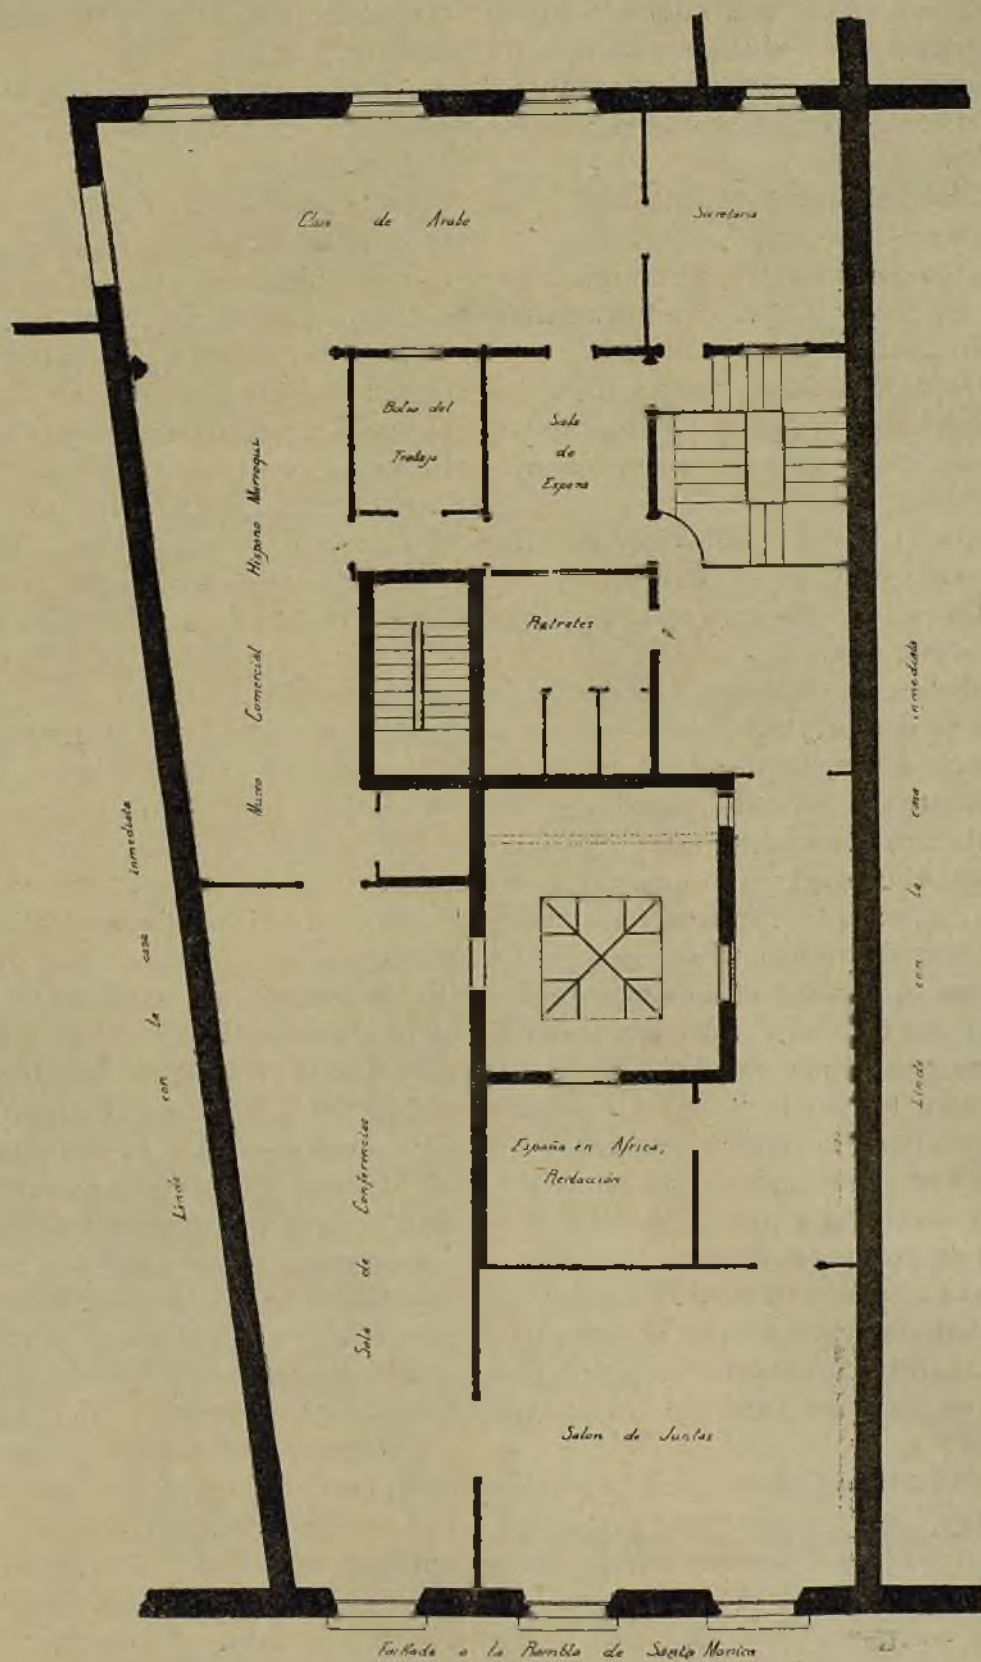 Clase de Arabe
Secretaria
Bolsa del
Trabajo
Sala
de
Espera
Museo Comercial Hispano Marroqui
Retretes
Linde con la casa inmediata
Linde con la casa inmediata
España en Africa,
Redacción
Sala de Conferencias
Salon de Juntas
Fachada a la Rambla de Santa Monica